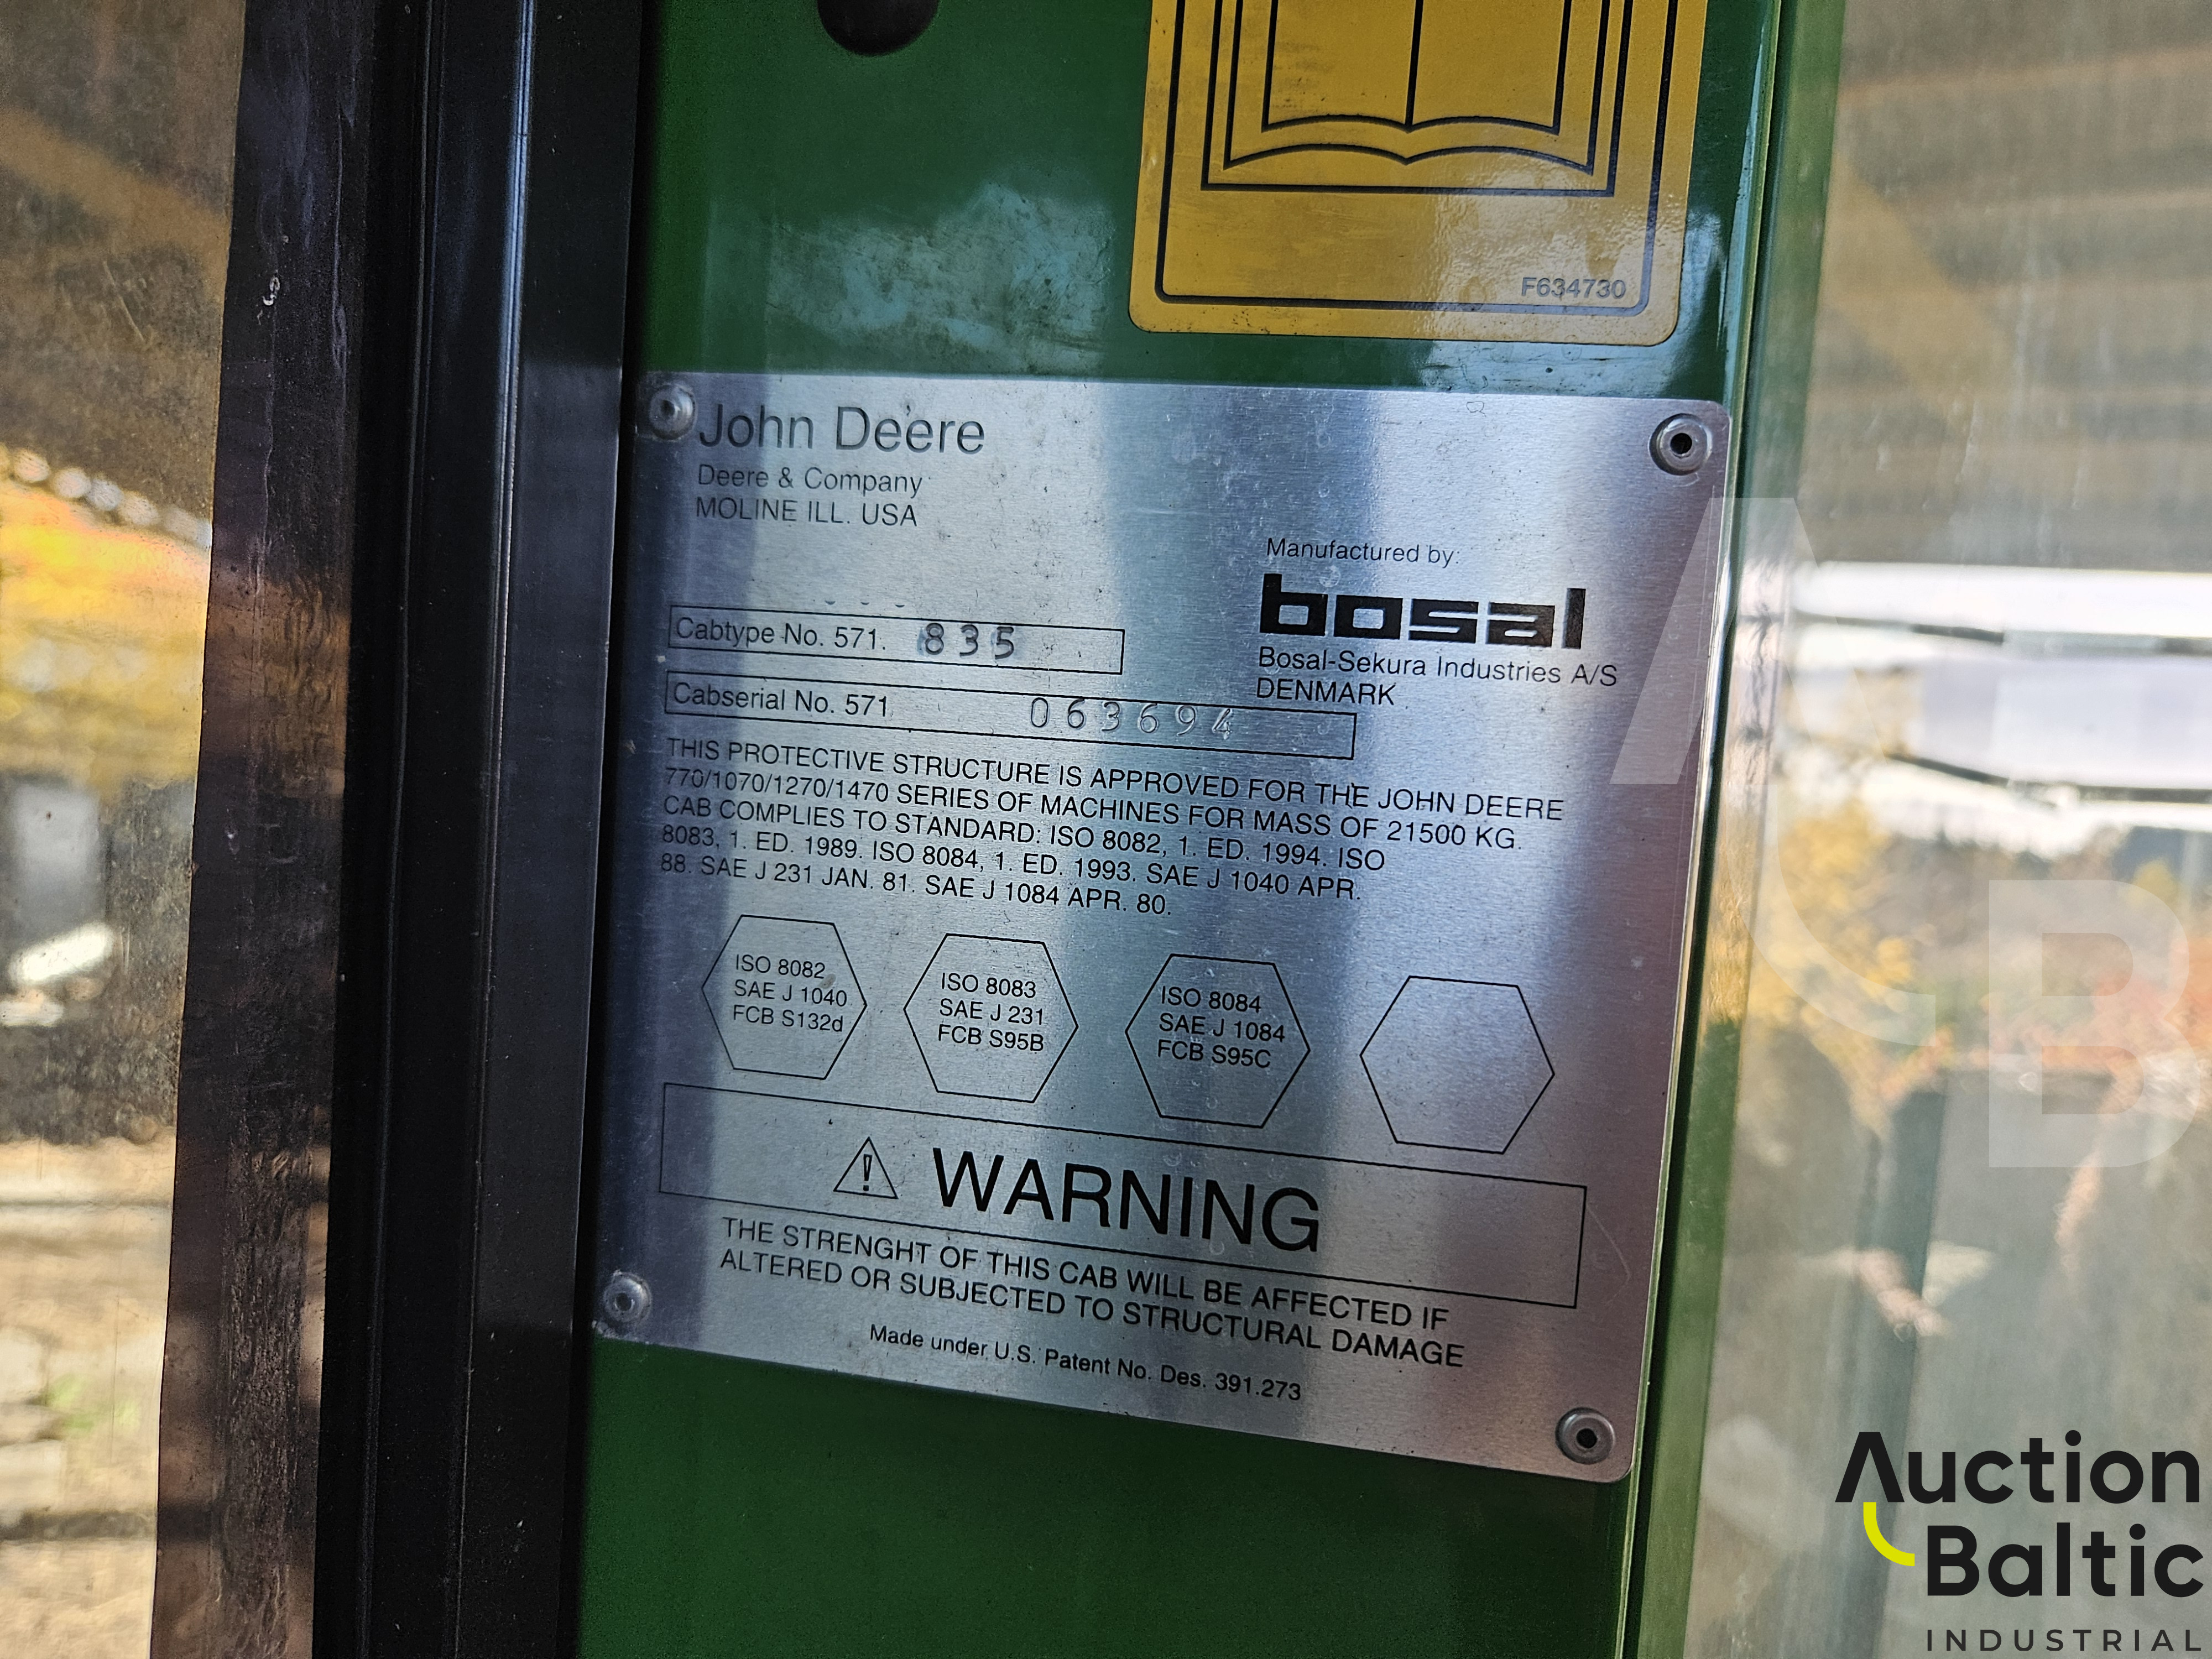 F634730
John Deere
Deere & Company
MOLINE ILL. USA
Manufactured by:
bosal
Bosal-Sekura Industries A/S
DENMARK
Cabtype No. 571. 835
Cabserial No. 571 063694
THIS PROTECTIVE STRUCTURE IS APPROVED FOR THE JOHN DEERE
770/1070/1270/1470 SERIES OF MACHINES FOR MASS OF 21500 KG.
CAB COMPLIES TO STANDARD: ISO 8082, 1. ED. 1994. ISO
8083, 1. ED. 1989. ISO 8084, 1. ED. 1993. SAE J 1040 APR.
88. SAE J 231 JAN. 81. SAE J 1084 APR. 80.
ISO 8082
SAE J 1040
FCB S132d
ISO 8083
SAE J 231
FCB S95B
ISO 8084
SAE J 1084
FCB S95C
WARNING
THE STRENGHT OF THIS CAB WILL BE AFFECTED IF
ALTERED OR SUBJECTED TO STRUCTURAL DAMAGE
Made under U.S. Patent No. Des. 391.273
A
B
Auction
Baltic
INDUSTRIAL